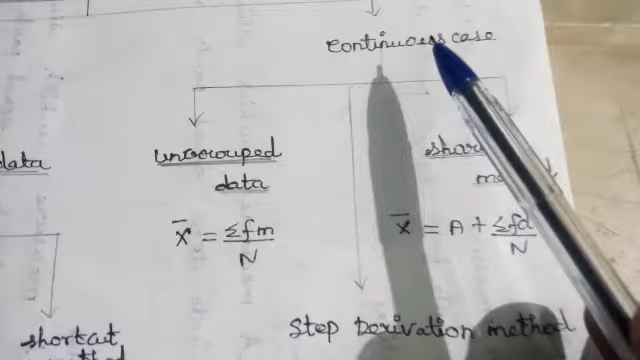 continuous case
data
ungrouped
data
x̄ = Σfm/N
x̄ = A + Σfd/N
shortcut
Step Derivation method